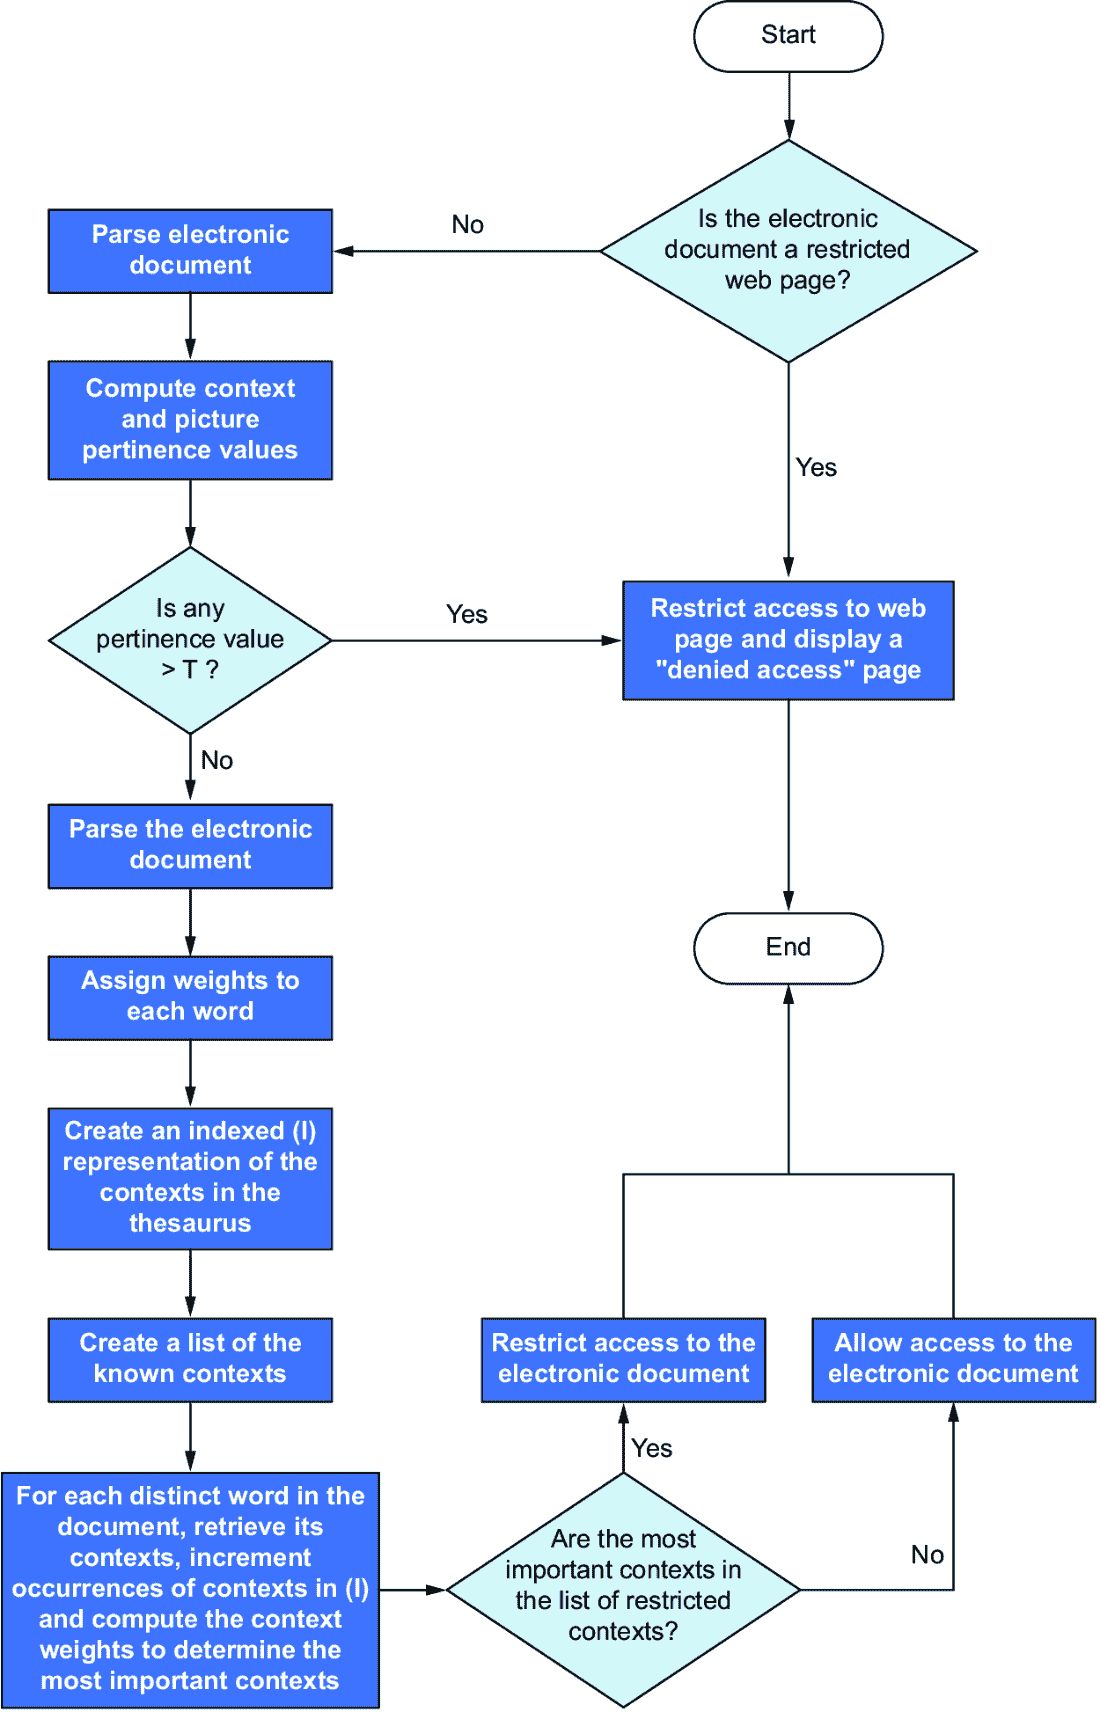 Start
Is the electronic
document a restricted
web page?
No
Parse electronic
document
Compute context
and picture
pertinence values
Yes
Is any
pertinence value
> T ?
Yes
Restrict access to web
page and display a
"denied access" page
No
Parse the electronic
document
Assign weights to
each word
End
Create an indexed (I)
representation of the
contexts in the
thesaurus
Create a list of the
known contexts
Restrict access to the
electronic document
Allow access to the
electronic document
Yes
For each distinct word in the
document, retrieve its
contexts, increment
occurrences of contexts in (I)
and compute the context
weights to determine the
most important contexts
Are the most
important contexts in
the list of restricted
contexts?
No